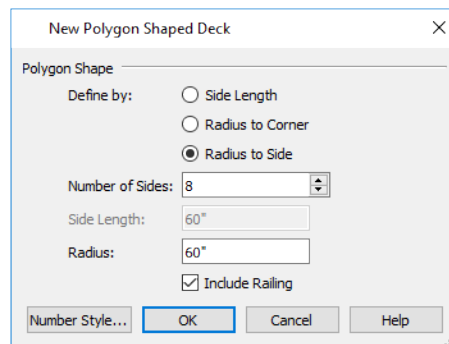 New Polygon Shaped Deck
Polygon Shape
Define by:
Side Length
Radius to Corner
Radius to Side
Number of Sides: 8
Side Length: 60"
Radius: 60"
Include Railing
Number Style... OK Cancel Help